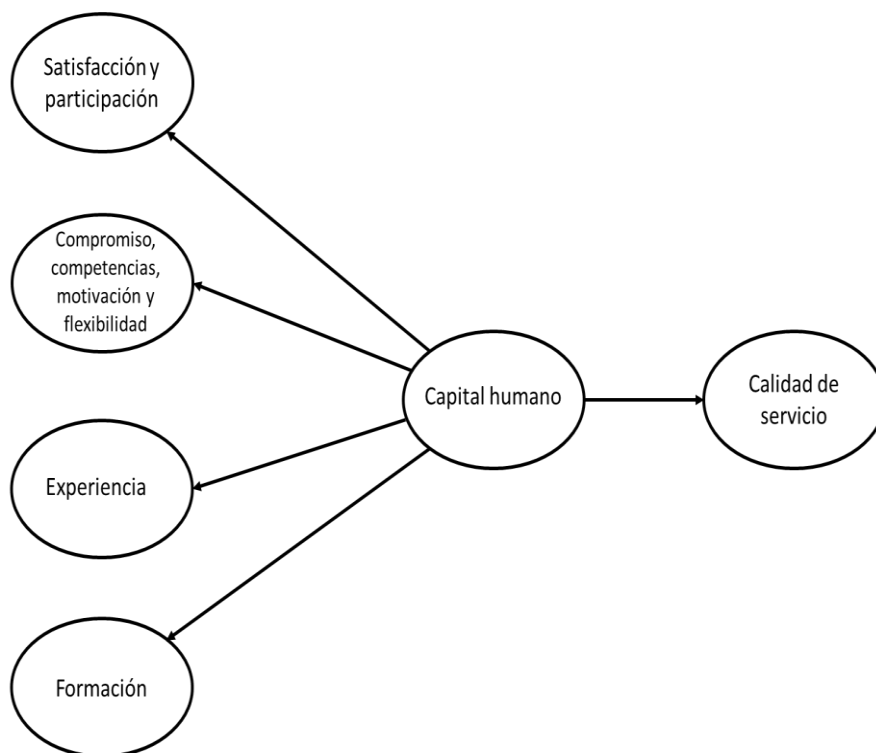 Satisfacción y
participación
Compromiso,
competencias,
motivación y
flexibilidad
Capital humano
Calidad de
servicio
Experiencia
Formación